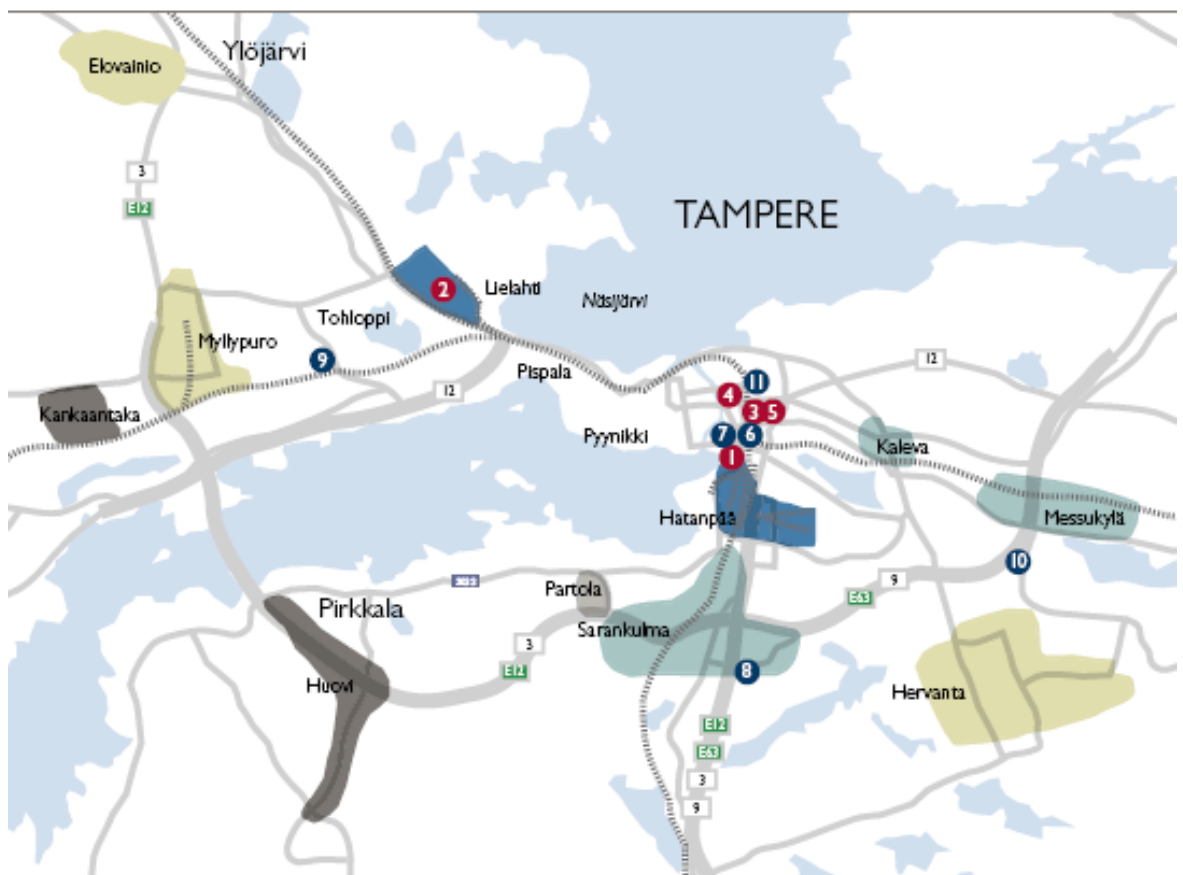 Ylöjärvi
Elovainio
3
E12
TAMPERE
2
Lielahti
Näsijärvi
Tohloppi
Myllypuro
9
12
Pispala
12
11
4
3
5
Kankaantaka
Pyynikki
7
6
Kaleva
1
Hatanpää
Messukylä
10
3022
Partola
9
E63
Pirkkala
Sarankulma
3
E12
8
Huovi
Hervanta
E12
E63
3
9